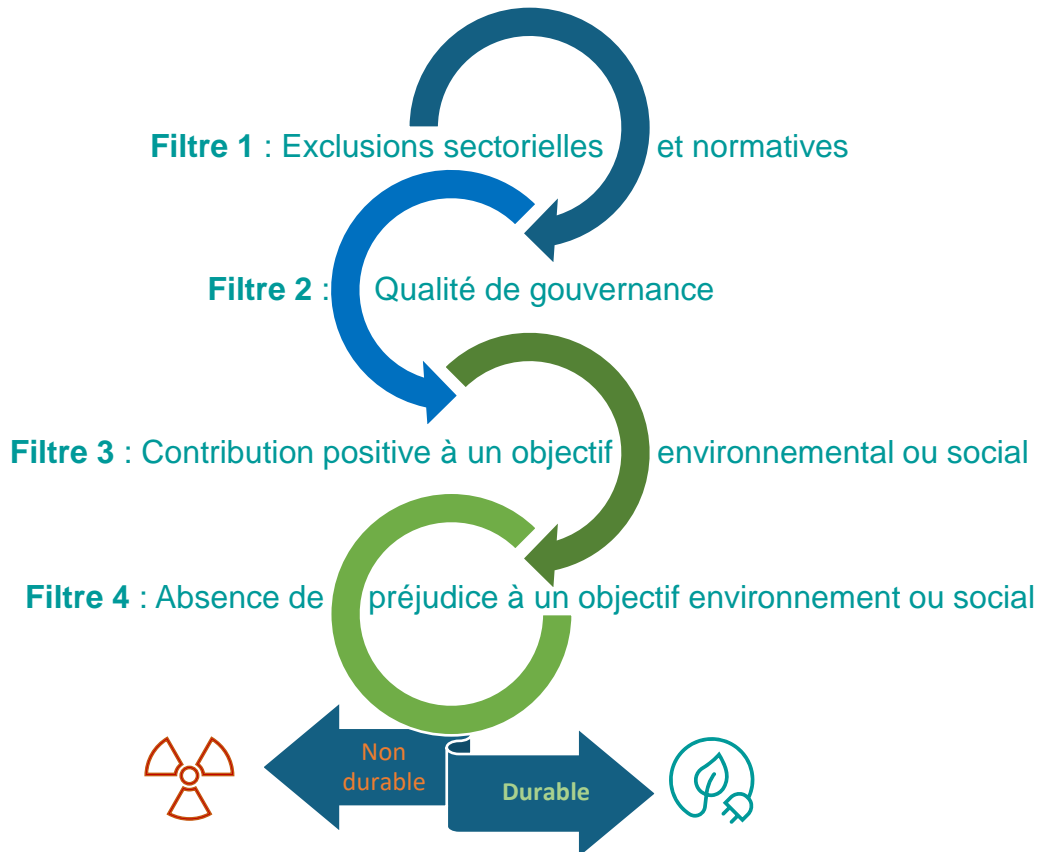 Filtre 1 : Exclusions sectorielles et normatives
Filtre 2 : Qualité de gouvernance
Filtre 3 : Contribution positive à un objectif environnemental ou social
Filtre 4 : Absence de préjudice à un objectif environnement ou social
Non
durable
Durable